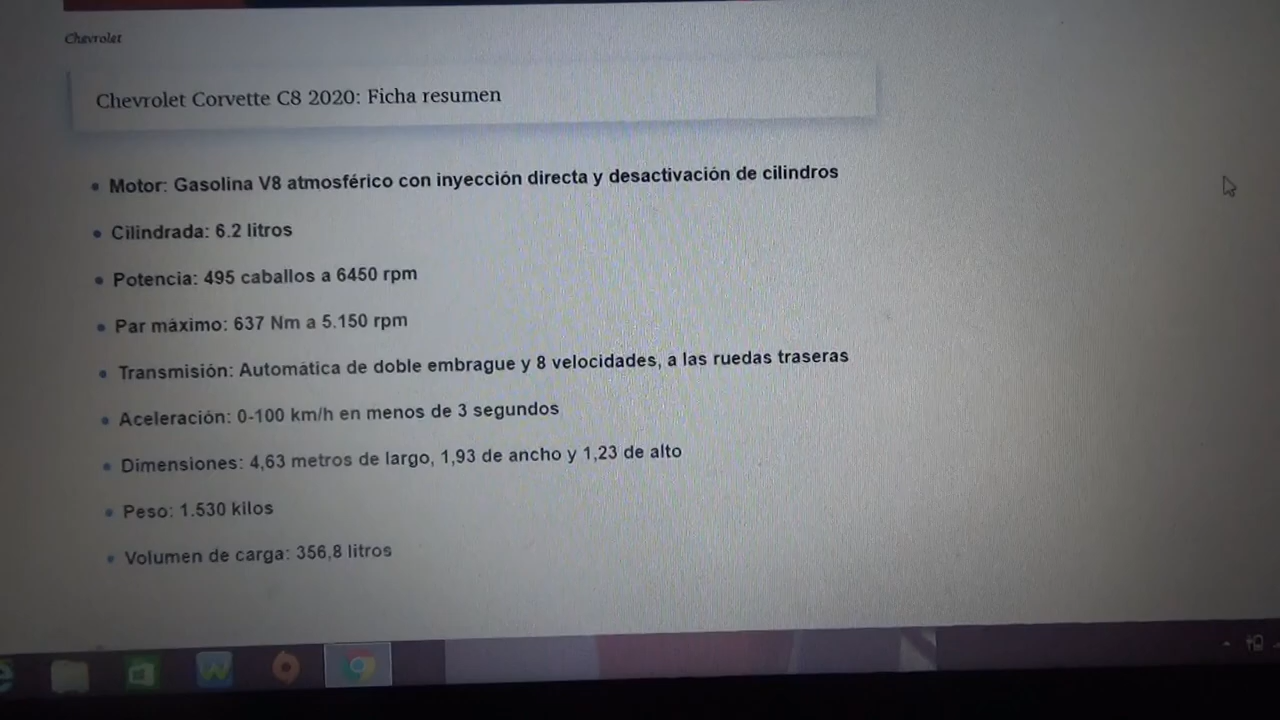 Chevrolet
Chevrolet Corvette C8 2020: Ficha resumen
Motor: Gasolina V8 atmosférico con inyección directa y desactivación de cilindros
Cilindrada: 6.2 litros
Potencia: 495 caballos a 6450 rpm
Par máximo: 637 Nm a 5.150 rpm
Transmisión: Automática de doble embrague y 8 velocidades, a las ruedas traseras
Aceleración: 0-100 km/h en menos de 3 segundos
Dimensiones: 4,63 metros de largo, 1,93 de ancho y 1,23 de alto
Peso: 1.530 kilos
Volumen de carga: 356,8 litros